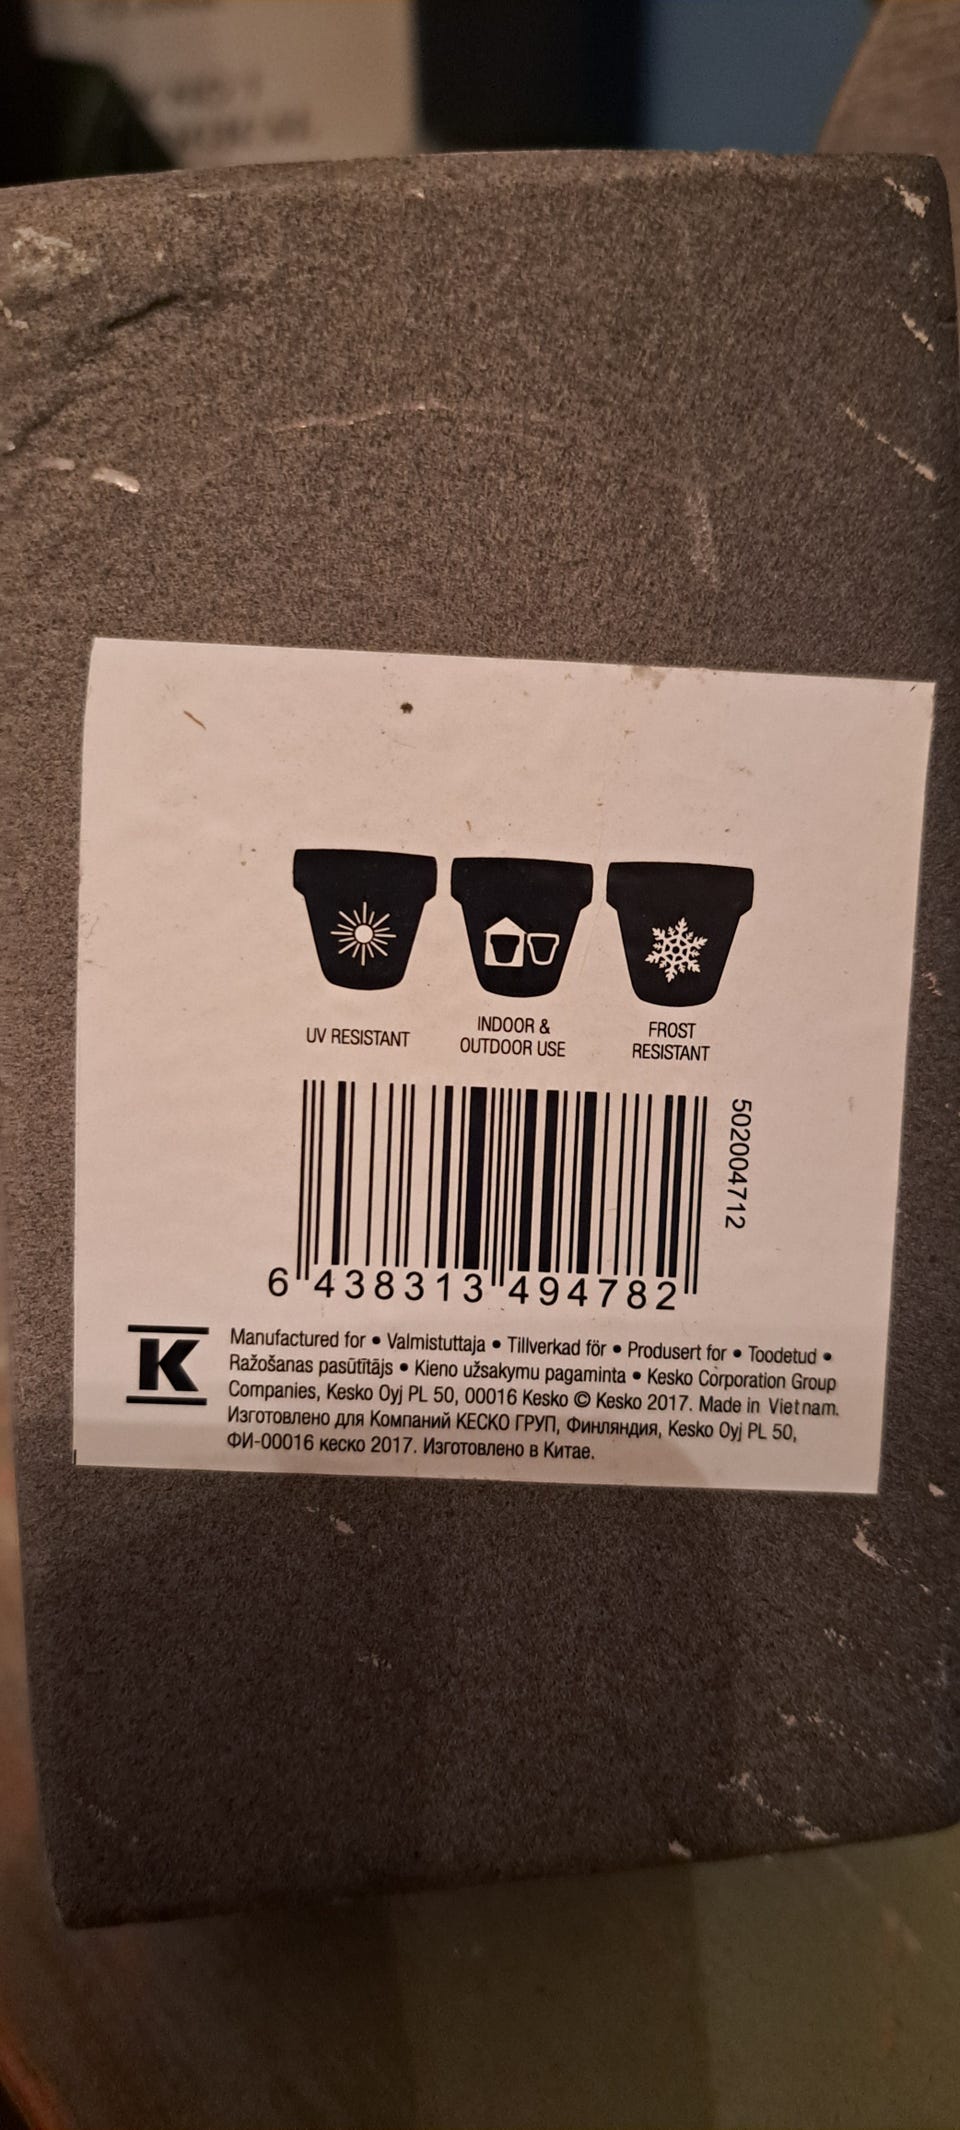 UV RESISTANT
INDOOR &
OUTDOOR USE
FROST
RESISTANT
502004712
6 438313 494782
K
Manufactured for • Valmistuttaja • Tillverkad för • Produsert for • Toodetud •
Ražošanas pasūtītājs • Kieno užsakymu pagaminta • Kesko Corporation Group
Companies, Kesko Oyj PL 50, 00016 Kesko © Kesko 2017. Made in Vietnam.
Изготовлено для Компаний КЕСКО ГРУП, Финляндия, Kesko Oyj PL 50,
ФИ-00016 кеско 2017. Изготовлено в Китае.